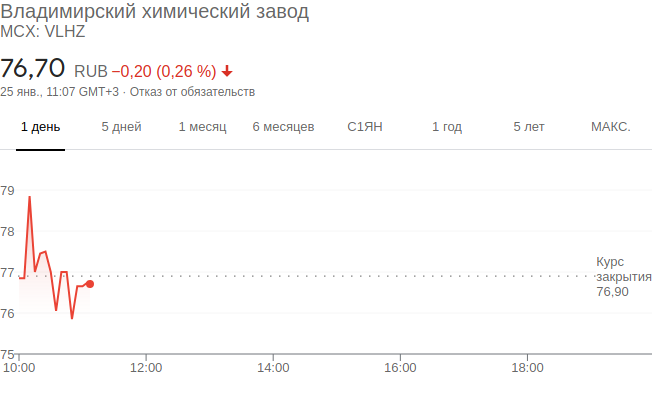 Владимирский химический завод
MCX: VLHZ
76,70 RUB −0,20 (0,26 %)
25 янв., 11:07 GMT+3 · Отказ от обязательств
1 день 5 дней 1 месяц 6 месяцев С1ЯН 1 год 5 лет МАКС.
79
78
77
76
75
Курс
закрытия
76,90
10:00 12:00 14:00 16:00 18:00